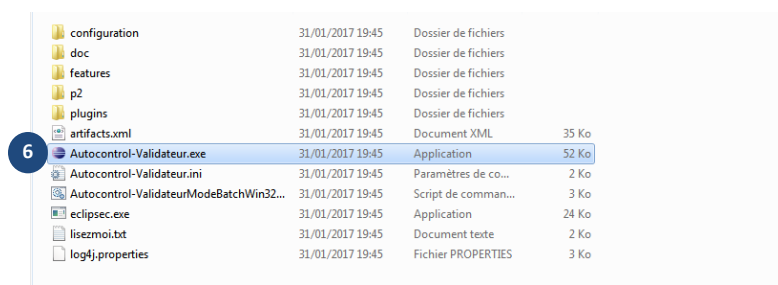 configuration 31/01/2017 19:45 Dossier de fichiers
doc 31/01/2017 19:45 Dossier de fichiers
features 31/01/2017 19:45 Dossier de fichiers
p2 31/01/2017 19:45 Dossier de fichiers
plugins 31/01/2017 19:45 Dossier de fichiers
artifacts.xml 31/01/2017 19:45 Document XML 35 Ko
6 Autocontrol-Validateur.exe 31/01/2017 19:45 Application 52 Ko
Autocontrol-Validateur.ini 31/01/2017 19:45 Paramètres de co... 2 Ko
Autocontrol-ValidateurModeBatchWin32... 31/01/2017 19:45 Script de comman... 3 Ko
eclipsec.exe 31/01/2017 19:45 Application 24 Ko
lisezmoi.txt 31/01/2017 19:45 Document texte 2 Ko
log4j.properties 31/01/2017 19:45 Fichier PROPERTIES 3 Ko